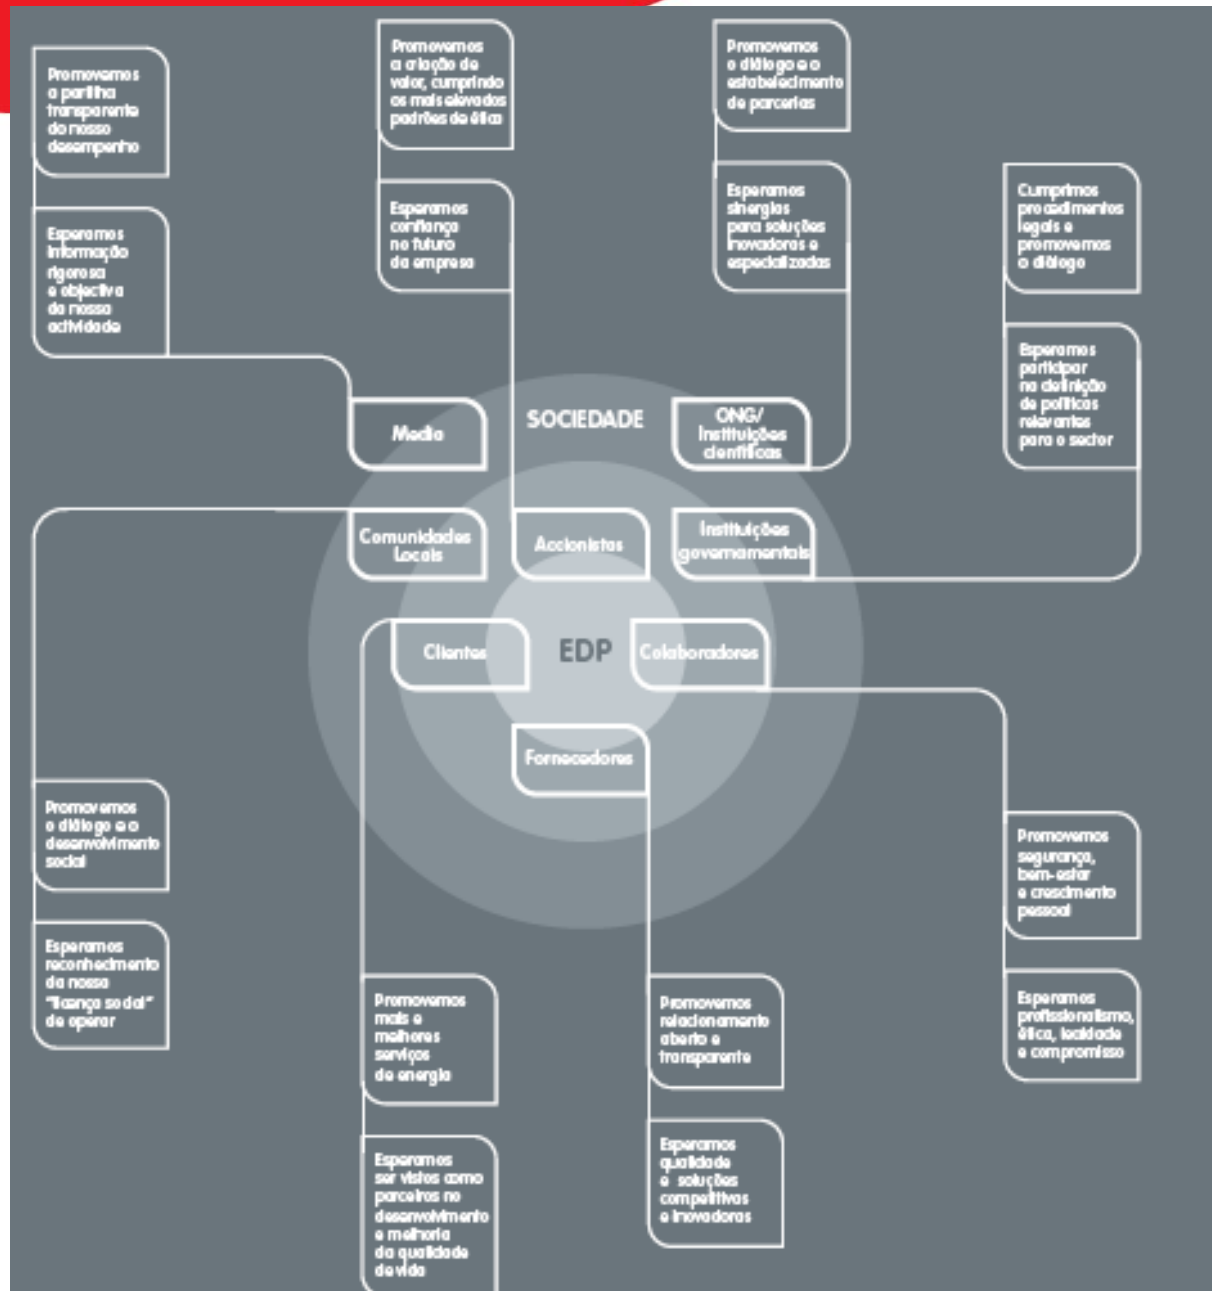 Promovemos
a partilha
transparente
do nosso
desempenho
Esperamos
informação
rigorosa
e objectiva
da nossa
actividade
Promovemos
a criação de
valor, cumprindo
os mais elevados
padrões de ética
Esperamos
confiança
no futuro
da empresa
Promovemos
o diálogo e o
estabelecimento
de parcerias
Esperamos
sinergias
para soluções
inovadoras e
especializadas
Cumprimos
procedimentos
legais e
promovemos
o diálogo
Esperamos
participar
na definição
de políticas
relevantes
para o sector
Media
SOCIEDADE
ONG/
Instituições
científicas
Comunidades
Locais
Accionistas
Instituições
governamentais
Clientes
EDP
Colaboradores
Fornecedores
Promovemos
o diálogo e o
desenvolvimento
social
Esperamos
reconhecimento
da nossa
“licença social”
de operar
Promovemos
mais e
melhores
serviços
de energia
Esperamos
ser vistos como
parceiros no
desenvolvimento
e melhoria
da qualidade
de vida
Promovemos
relacionamento
aberto e
transparente
Esperamos
qualidade
e soluções
competitivas
e inovadoras
Promovemos
segurança,
bem-estar
e crescimento
pessoal
Esperamos
profissionalismo,
ética, lealdade
e compromisso